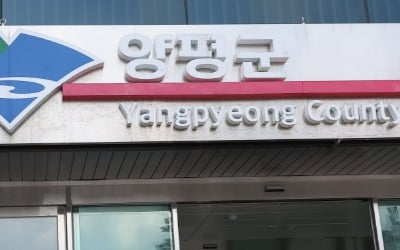 양평군
Yangpyeong County